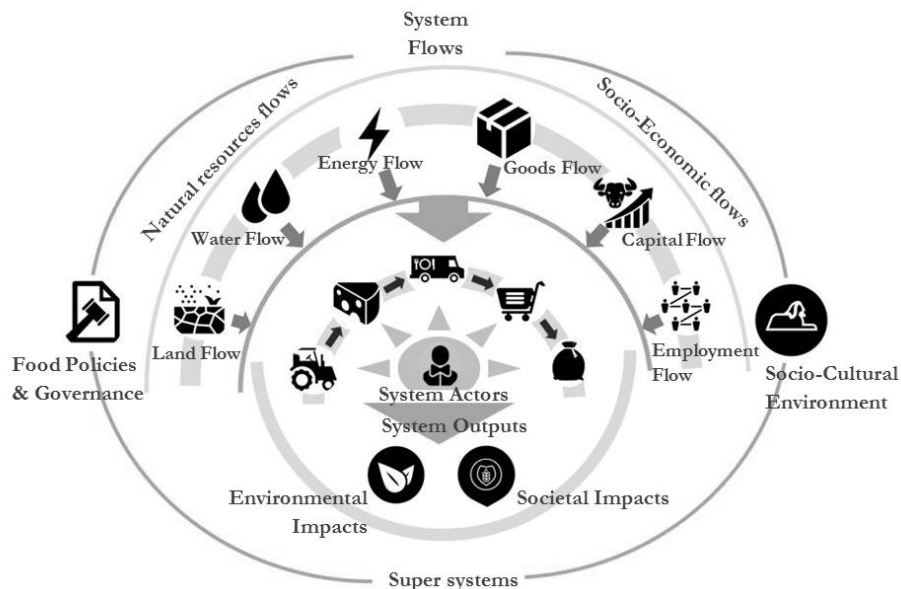 System
Flows
Natural resources flows
Socio-Economic flows
Energy Flow
Goods Flow
Water Flow
Capital Flow
Land Flow
Employment
Flow
Food Policies
& Governance
Socio-Cultural
Environment
System Actors
System Outputs
Environmental
Impacts
Societal Impacts
Super systems